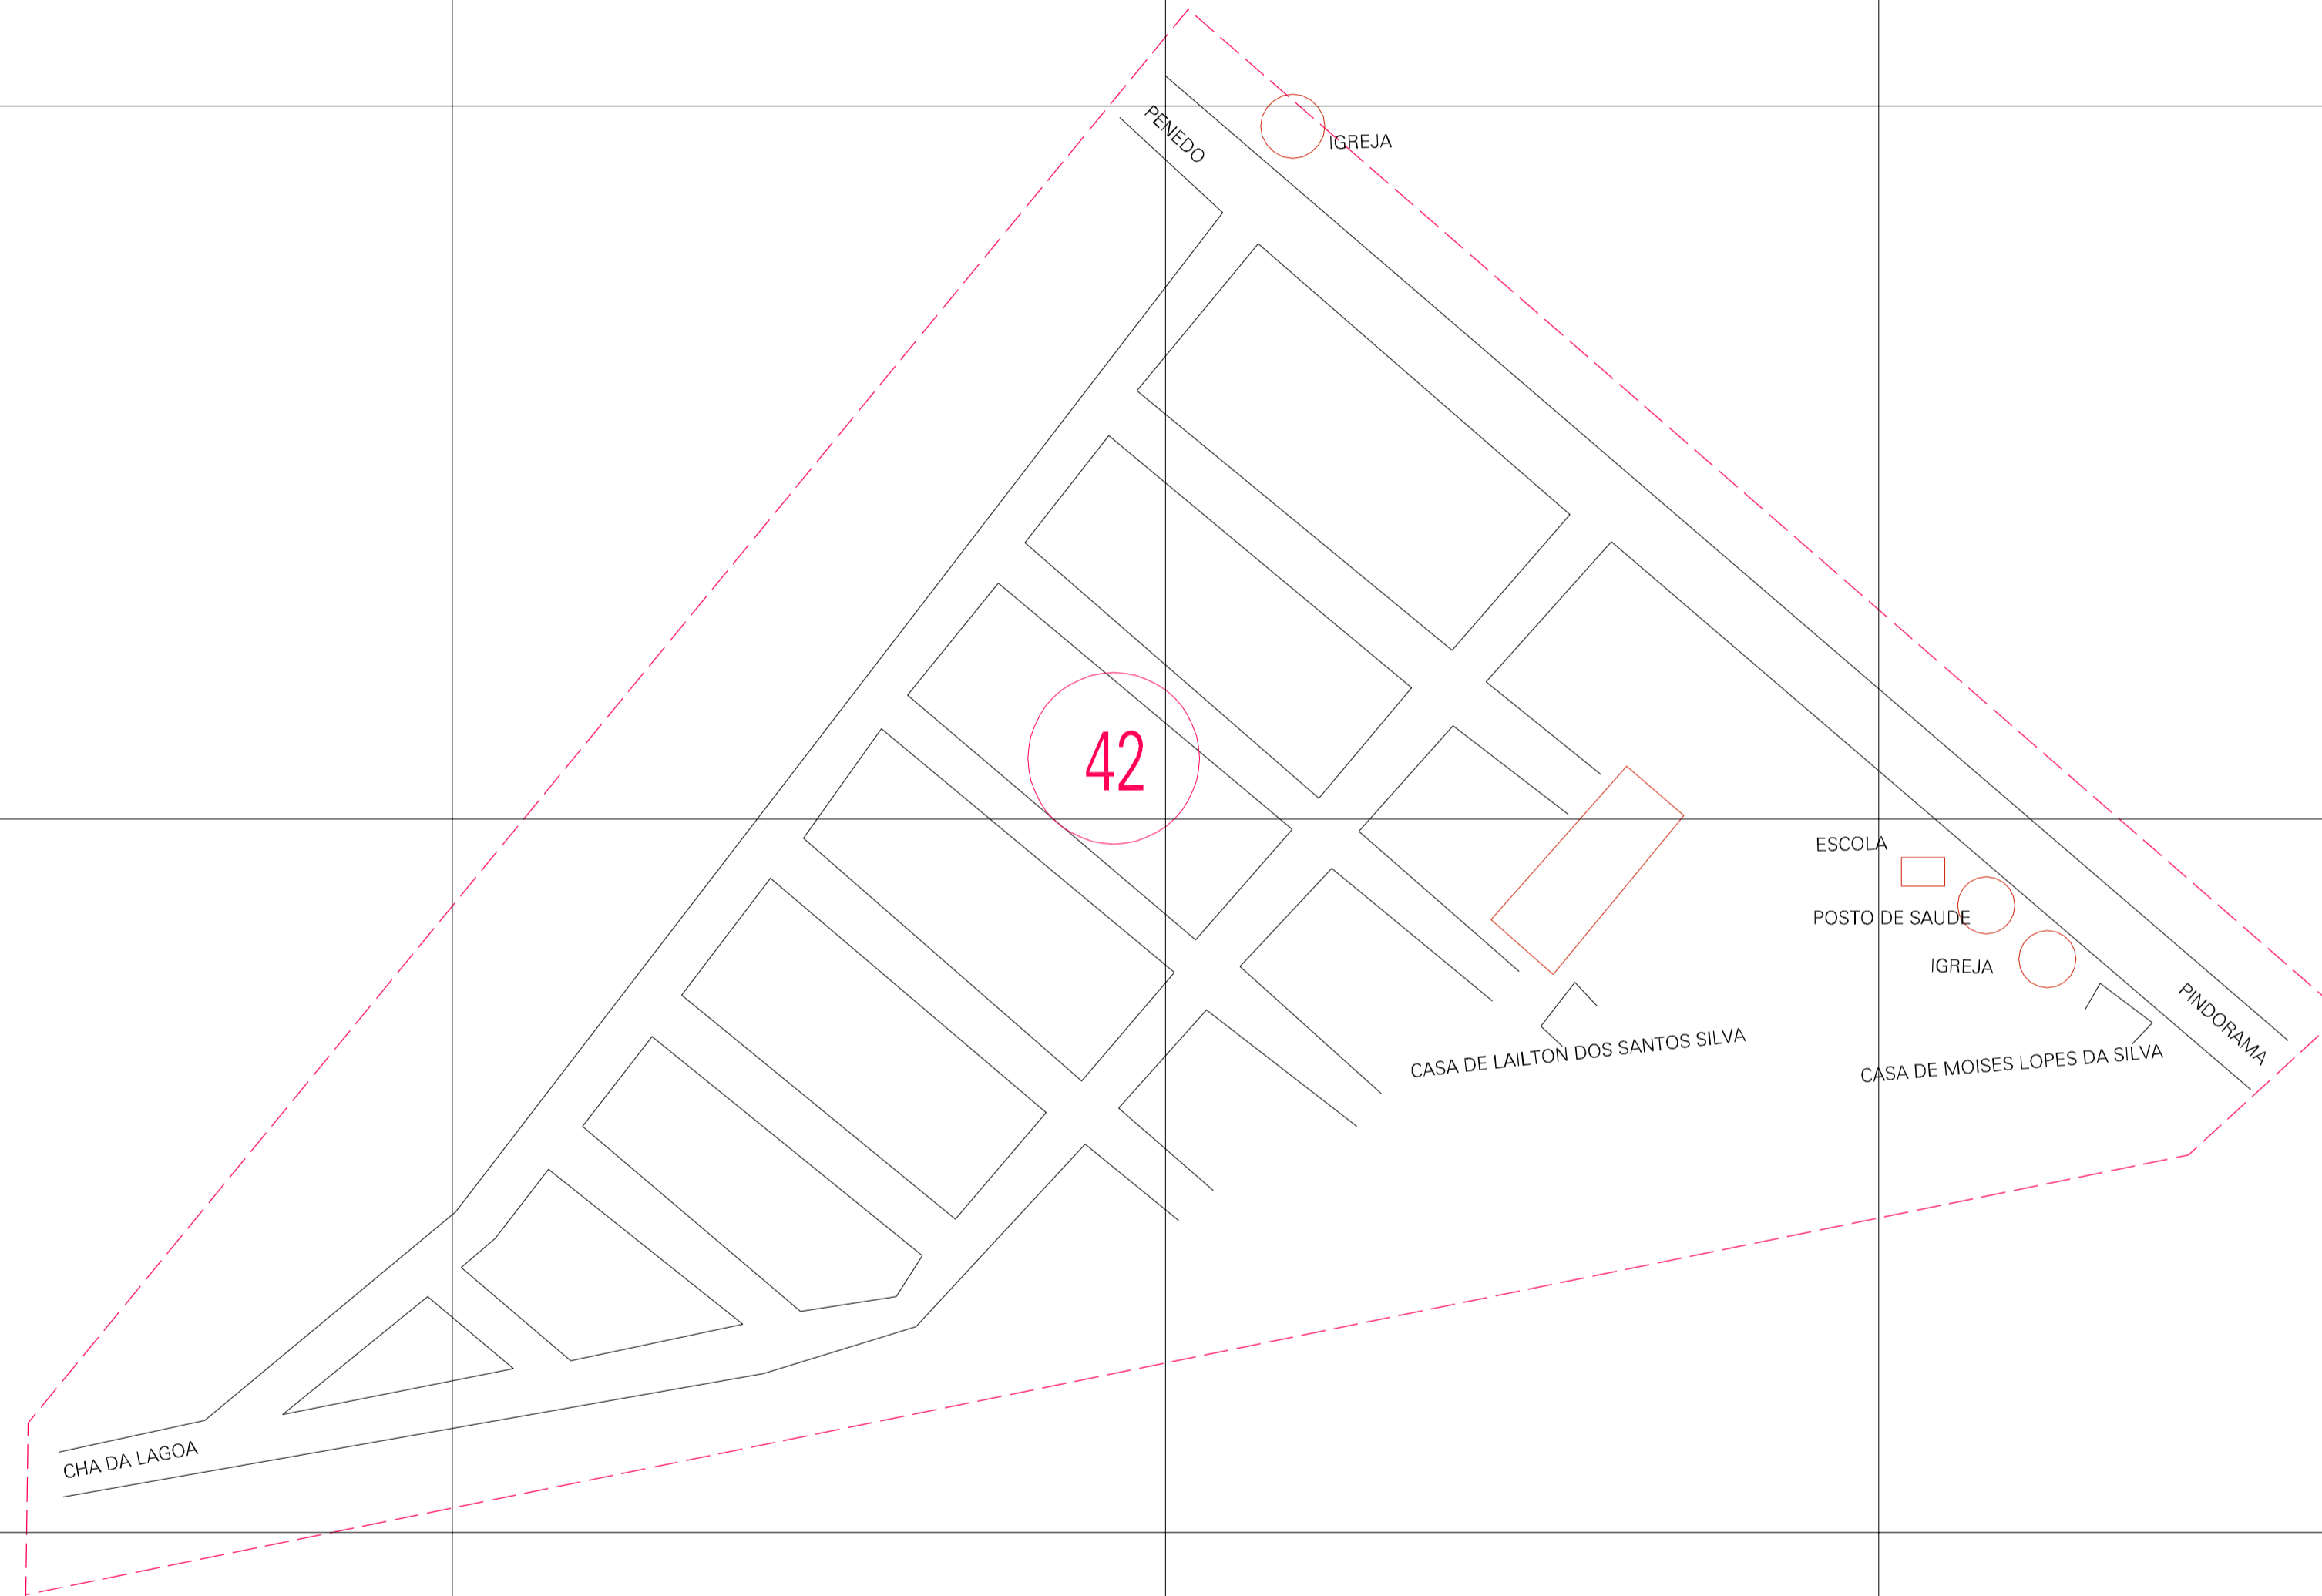 PENEDO
IGREJA
42
ESCOLA
POSTO DE SAUDE
IGREJA
PINDORAMA
CASA DE LAILTON DOS SANTOS SILVA
CASA DE MOISES LOPES DA SILVA
CHA DA LAGOA